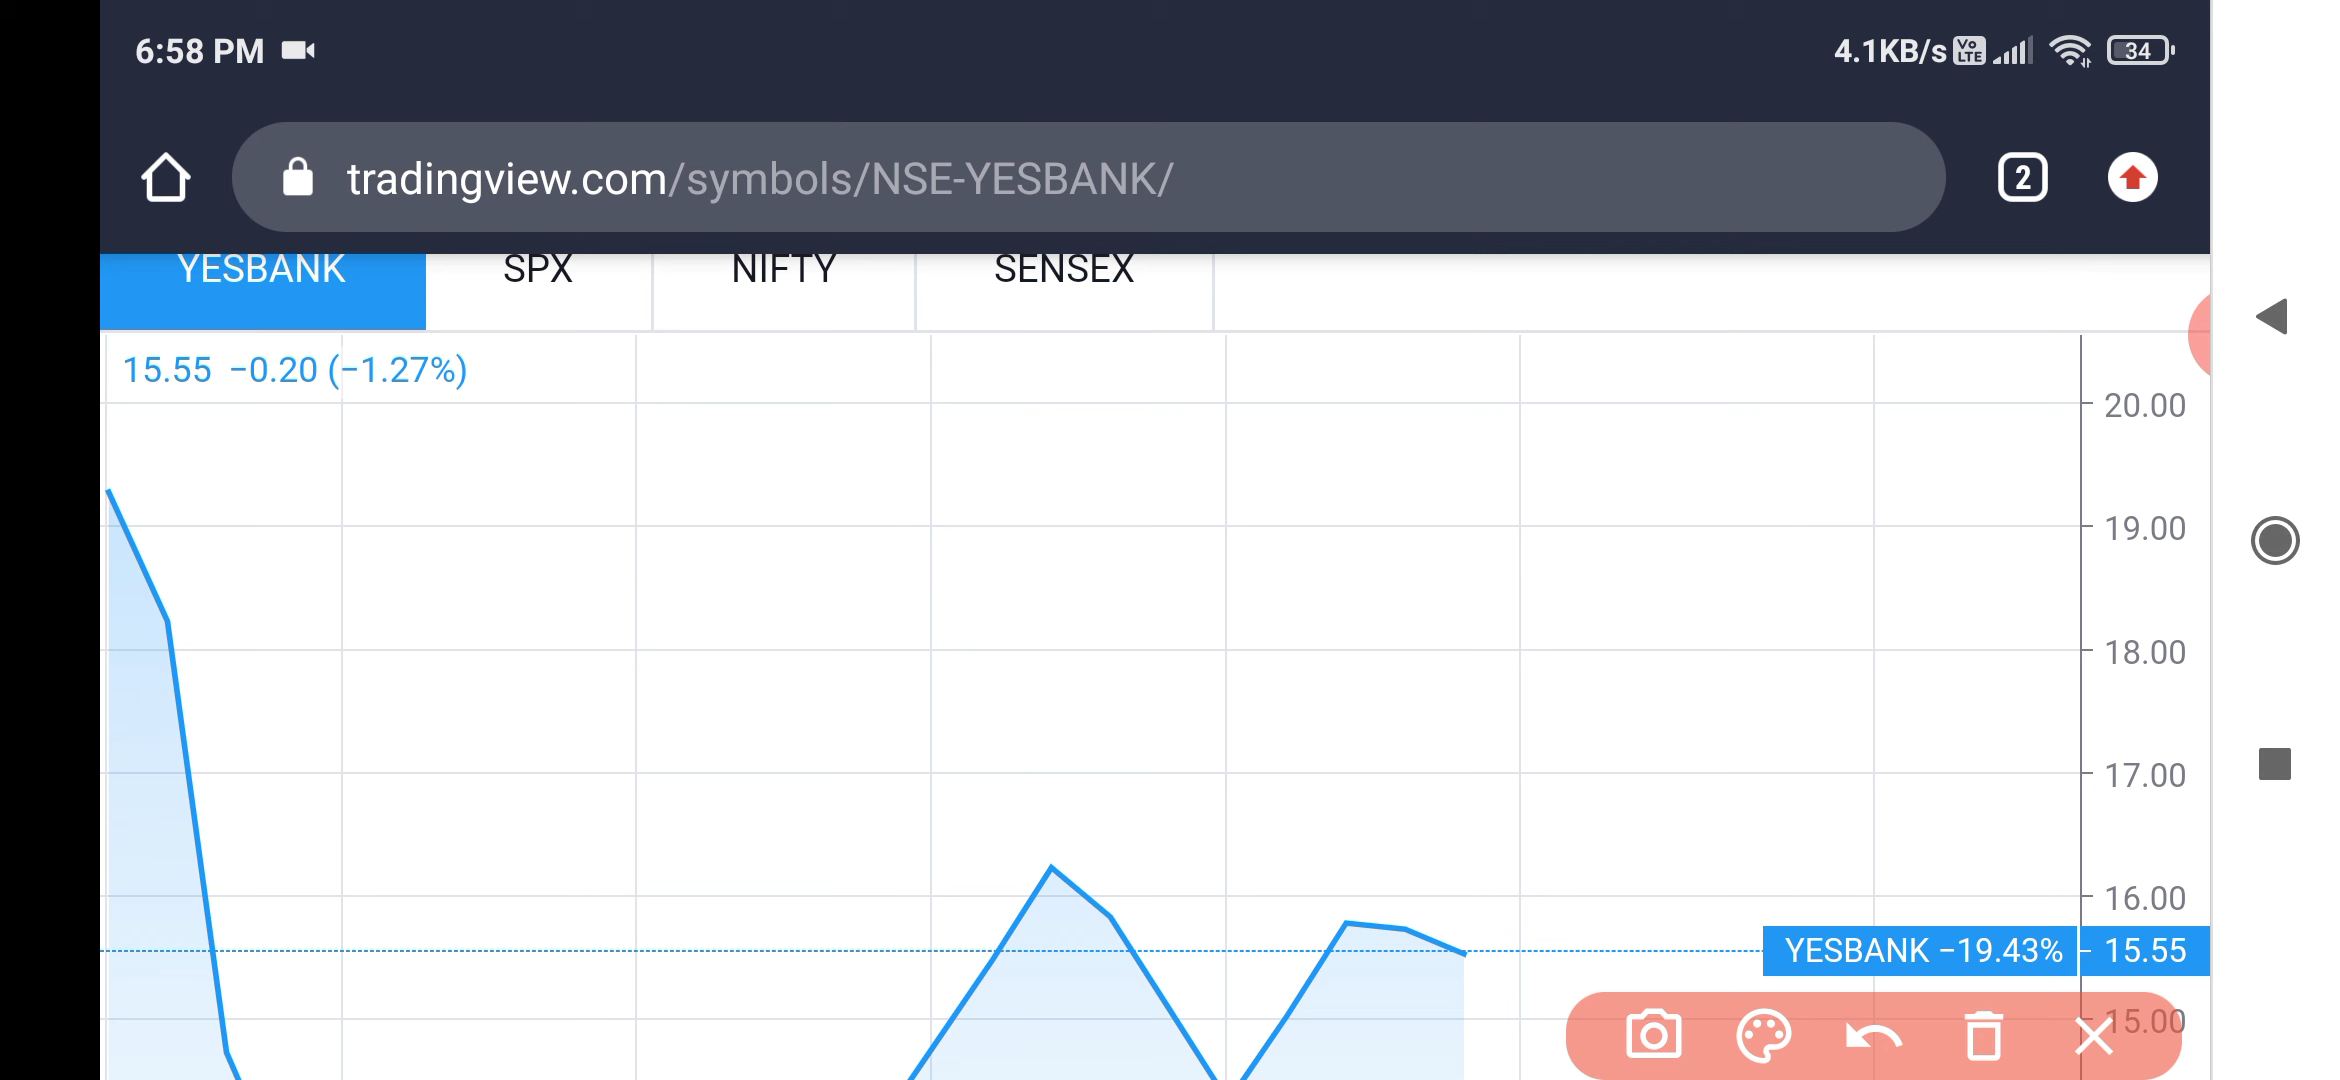 6:58 PM
4.1KB/s Vo LTE 34
tradingview.com/symbols/NSE-YESBANK/
2
YESBANK SPX NIFTY SENSEX
15.55 −0.20 (−1.27%)
20.00
19.00
18.00
17.00
16.00
YESBANK −19.43% 15.55
15.00